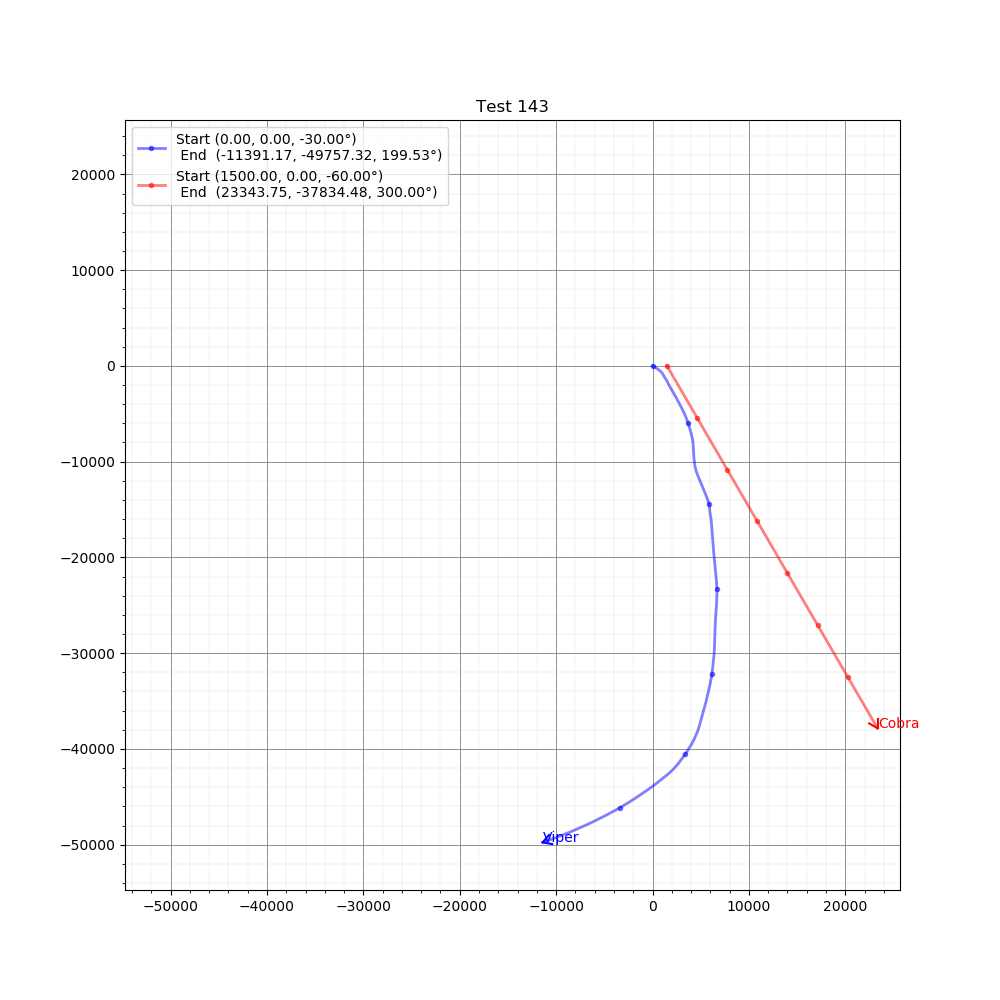 Test 143
Start (0.00, 0.00, -30.00°)
End (-11391.17, -49757.32, 199.53°)
Start (1500.00, 0.00, -60.00°)
End (23343.75, -37834.48, 300.00°)
20000
10000
0
−10000
−20000
−30000
−40000
−50000
Cobra
Viper
−50000 −40000 −30000 −20000 −10000 0 10000 20000